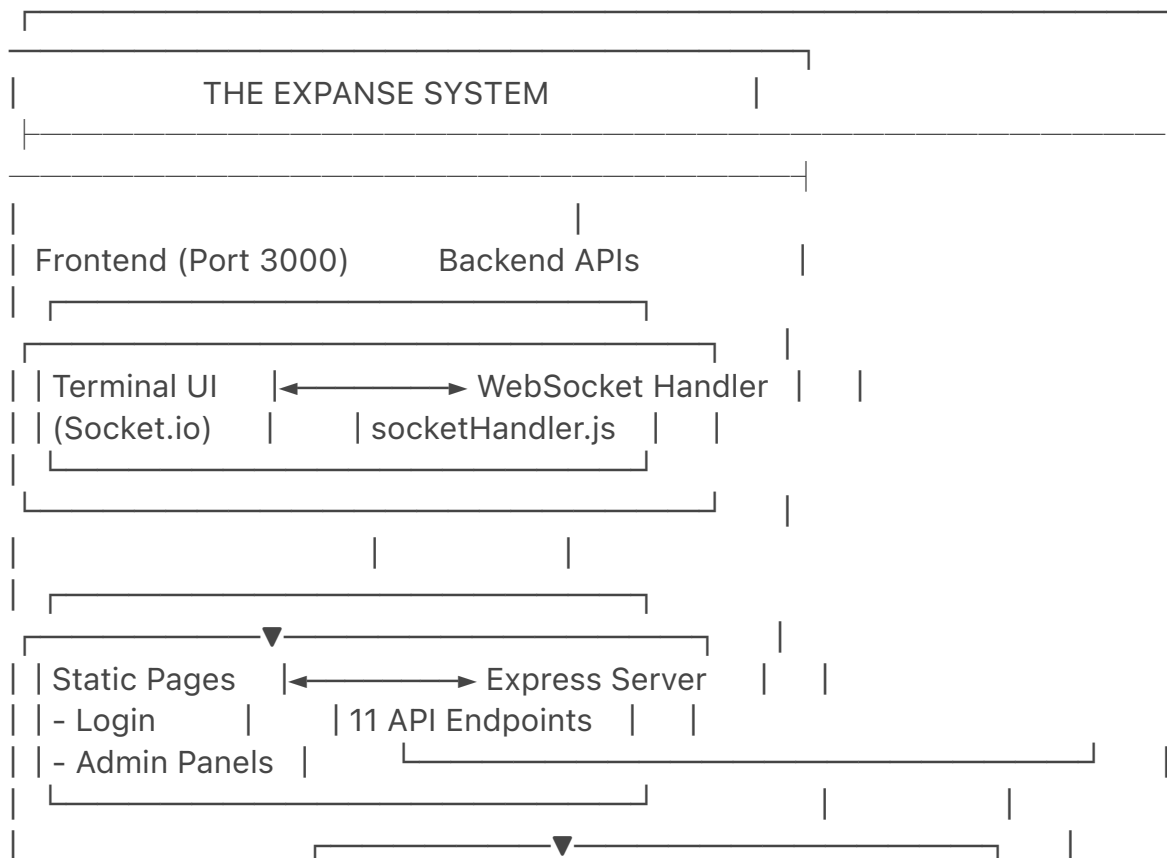 THE EXPANSE SYSTEM
Frontend (Port 3000) Backend APIs
Terminal UI WebSocket Handler
(Socket.io) socketHandler.js
Static Pages Express Server
- Login 11 API Endpoints
- Admin Panels